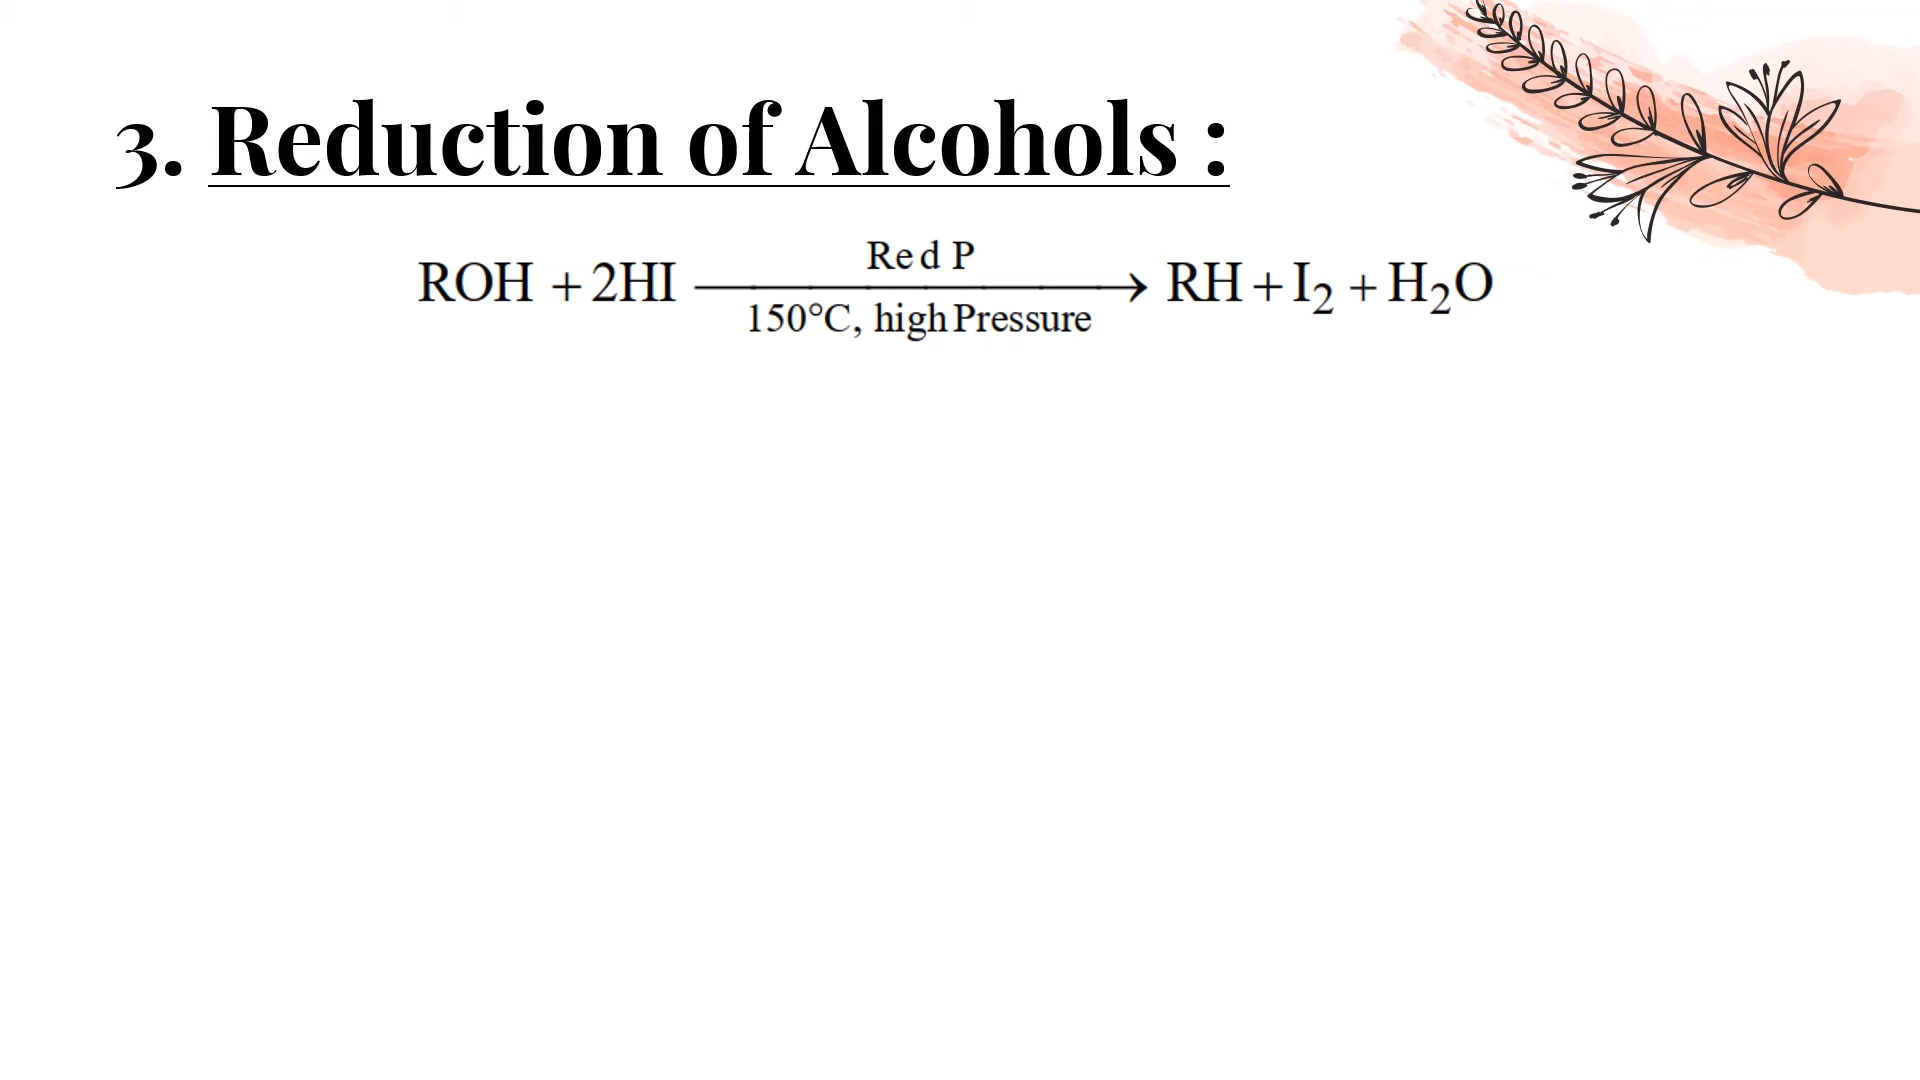 3. Reduction of Alcohols :
Red P
ROH + 2HI ⟶ RH + I₂ + H₂O
150°C, high Pressure